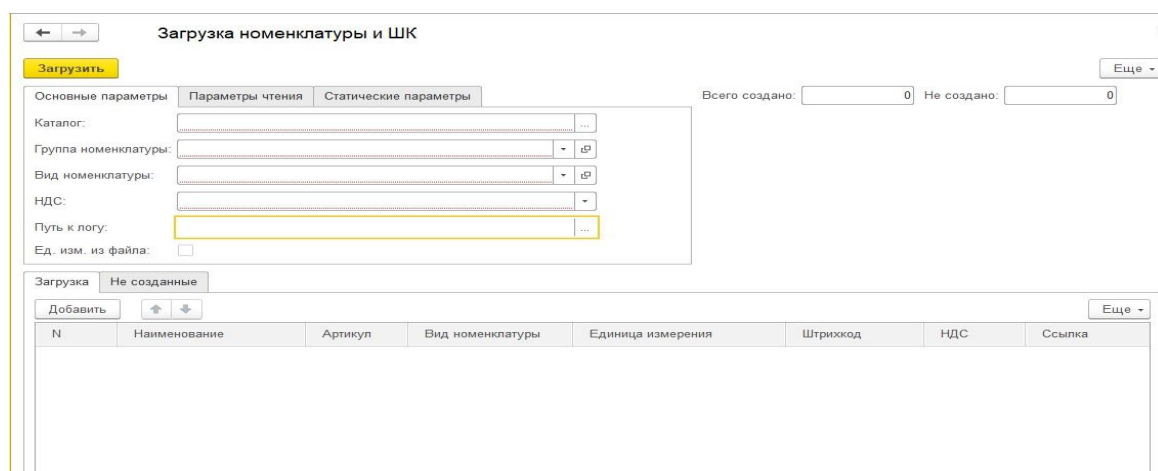 Загрузка номенклатуры и ШК
Загрузить
Еще
Основные параметры Параметры чтения Статические параметры Всего создано: 0 Не создано: 0
Каталог: ...
Группа номенклатуры:
Вид номенклатуры:
НДС:
Путь к логу: ...
Ед. изм. из файла:
Загрузка Не созданные
Добавить Еще
N Наименование Артикул Вид номенклатуры Единица измерения Штрихкод НДС Ссылка